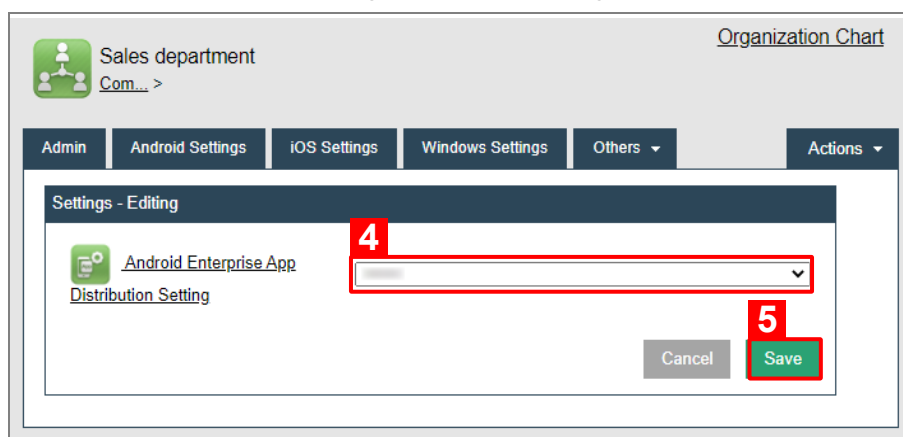 Organization Chart
Sales department
Com... >
Admin Android Settings iOS Settings Windows Settings Others Actions
Settings - Editing
4
Android Enterprise App
Distribution Setting
5
Cancel Save